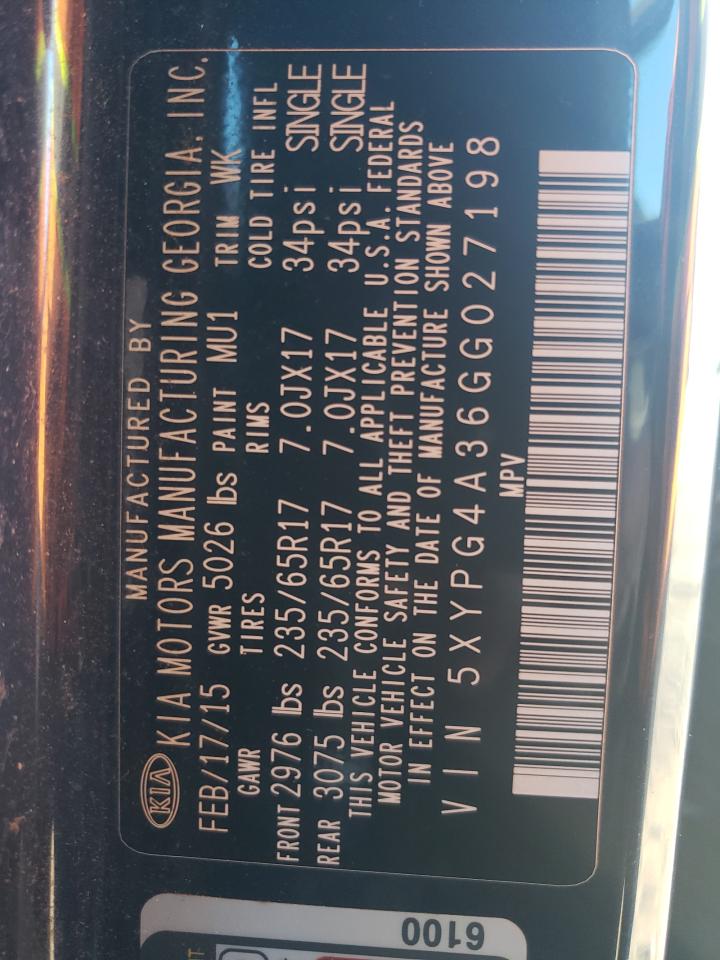 MANUFACTURED BY
KIA KIA MOTORS MANUFACTURING GEORGIA, INC.
FEB/17/15 GVWR 5026 lbs PAINT MU1 TRIM WK
GAWR TIRES RIMS COLD TIRE INFL
FRONT 2976 lbs 235/65R17 7.0JX17 34psi SINGLE
REAR 3075 lbs 235/65R17 7.0JX17 34psi SINGLE
THIS VEHICLE CONFORMS TO ALL APPLICABLE U.S.A. FEDERAL
MOTOR VEHICLE SAFETY AND THEFT PREVENTION STANDARDS
IN EFFECT ON THE DATE OF MANUFACTURE SHOWN ABOVE
VIN 5XYPG4A36GG027198
MPV
6100